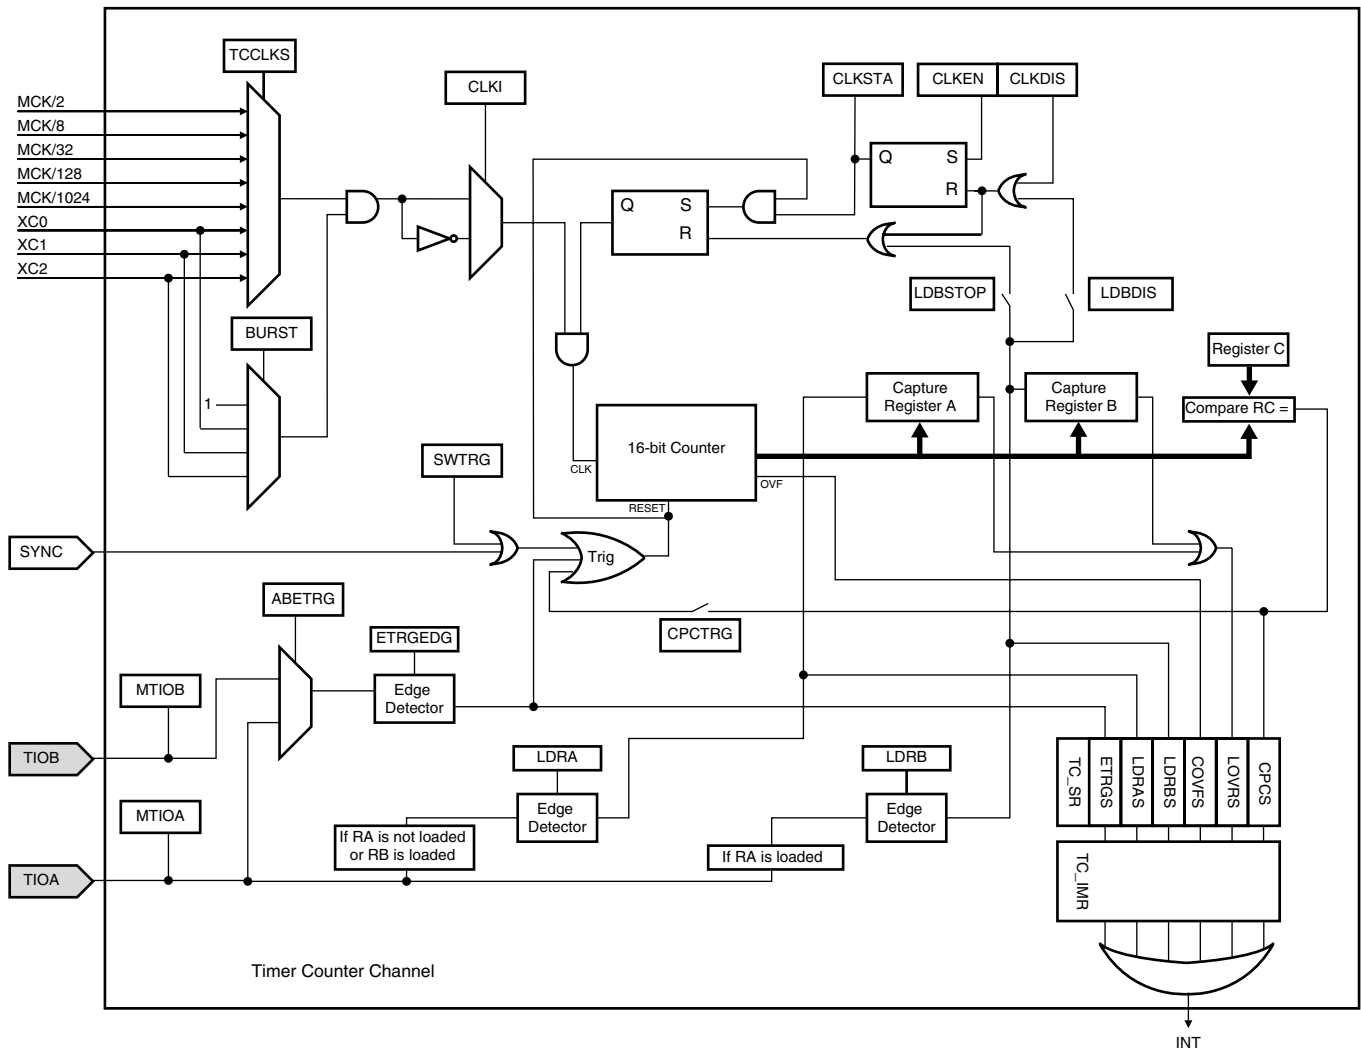 TCCLKS
CLKI
CLKSTA
CLKEN
CLKDIS
MCK/2
MCK/8
MCK/32
MCK/128
MCK/1024
XC0
XC1
XC2
Q
S
R
Q
S
R
LDBSTOP
LDBDIS
BURST
1
Register C
Capture
Register A
Capture
Register B
Compare RC =
16-bit Counter
SWTRG
CLK
OVF
RESET
SYNC
Trig
ABETRG
CPCTRG
ETRGEDG
MTIOB
Edge
Detector
TIOB
LDRA
LDRB
MTIOA
Edge
Detector
Edge
Detector
If RA is not loaded
or RB is loaded
If RA is loaded
TIOA
TC_SR
ETRGS
LDRAS
LDRBS
COVFS
LOVRS
CPCS
TC_IMR
Timer Counter Channel
INT